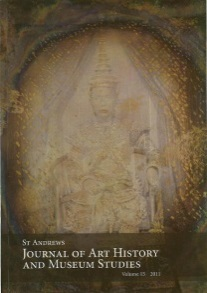 St Andrews
Journal of Art History
and Museum Studies
Volume 15 2011